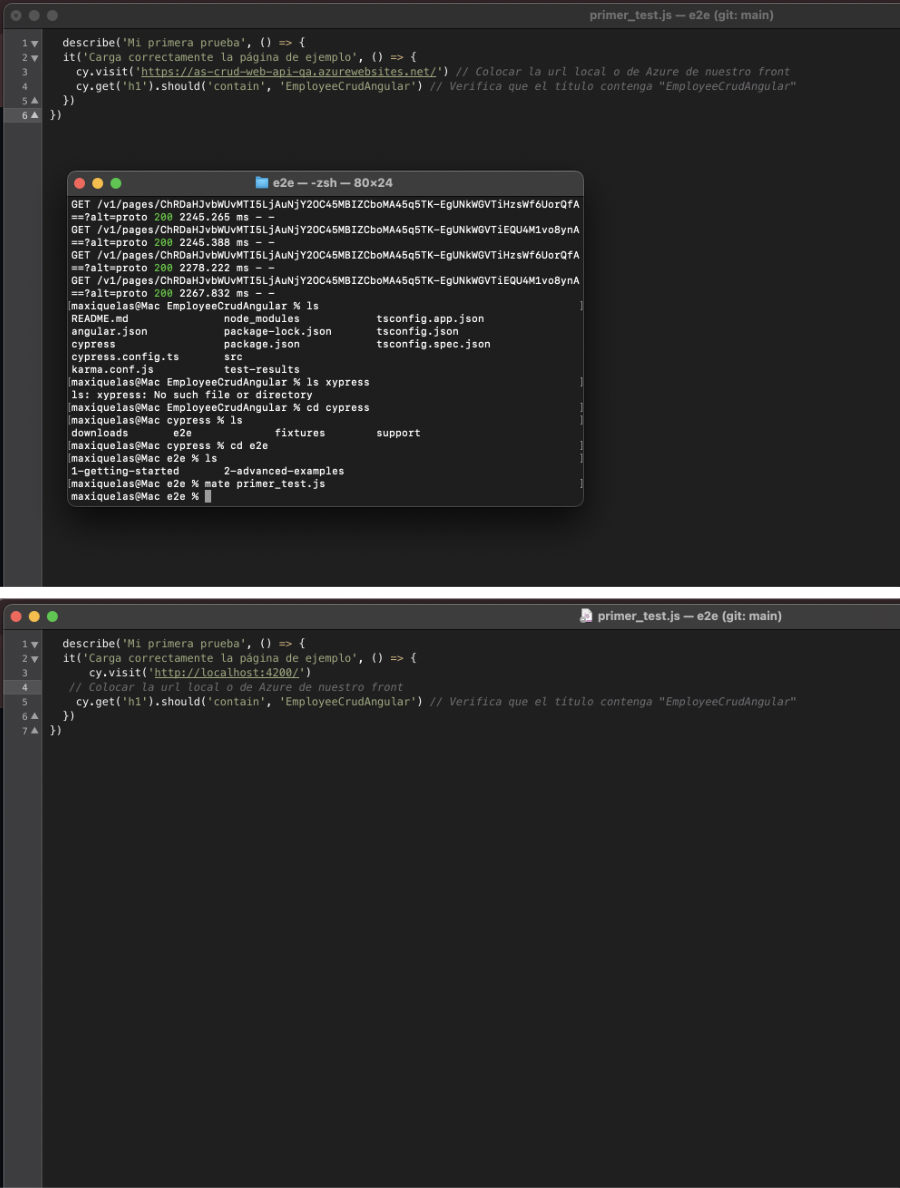 primer_test.js — e2e (git: main)
1 describe('Mi primera prueba', () => {
2 it('Carga correctamente la página de ejemplo', () => {
3 cy.visit('https://as-crud-web-api-qa.azurewebsites.net/') // Colocar la url local o de Azure de nuestro front
4 cy.get('h1').should('contain', 'EmployeeCrudAngular') // Verifica que el título contenga "EmployeeCrudAngular"
5 })
6 })
e2e — -zsh — 80×24
GET /v1/pages/ChRDaHJvbWUvMTI5LjAuNjY2OC45MBIZCboMA45q5TK-EgUNkWGVTiHzsWf6UorQfA
==?alt=proto 200 2245.265 ms - -
GET /v1/pages/ChRDaHJvbWUvMTI5LjAuNjY2OC45MBIZCboMA45q5TK-EgUNkWGVTiEQU4M1vo8ynA
==?alt=proto 200 2245.388 ms - -
GET /v1/pages/ChRDaHJvbWUvMTI5LjAuNjY2OC45MBIZCboMA45q5TK-EgUNkWGVTiHzsWf6UorQfA
==?alt=proto 200 2278.222 ms - -
GET /v1/pages/ChRDaHJvbWUvMTI5LjAuNjY2OC45MBIZCboMA45q5TK-EgUNkWGVTiEQU4M1vo8ynA
==?alt=proto 200 2267.832 ms - -
[maxiquelas@Mac EmployeeCrudAngular % ls ]
README.md node_modules tsconfig.app.json
angular.json package-lock.json tsconfig.json
cypress package.json tsconfig.spec.json
cypress.config.ts src
karma.conf.js test-results
[maxiquelas@Mac EmployeeCrudAngular % ls xypress ]
ls: xypress: No such file or directory
[maxiquelas@Mac EmployeeCrudAngular % cd cypress ]
[maxiquelas@Mac cypress % ls ]
downloads e2e fixtures support
[maxiquelas@Mac cypress % cd e2e ]
[maxiquelas@Mac e2e % ls ]
1-getting-started 2-advanced-examples
[maxiquelas@Mac e2e % mate primer_test.js ]
maxiquelas@Mac e2e %
primer_test.js — e2e (git: main)
1 describe('Mi primera prueba', () => {
2 it('Carga correctamente la página de ejemplo', () => {
3 cy.visit('http://localhost:4200/')
4 // Colocar la url local o de Azure de nuestro front
5 cy.get('h1').should('contain', 'EmployeeCrudAngular') // Verifica que el título contenga "EmployeeCrudAngular"
6 })
7 })